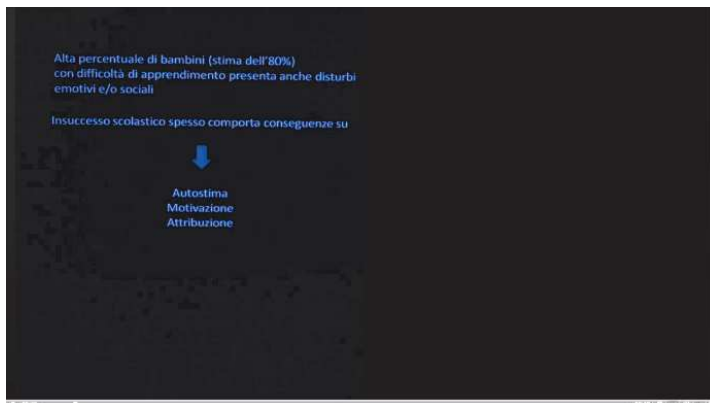 Alta percentuale di bambini (stima dell'80%)
con difficoltà di apprendimento presenta anche disturbi
emotivi e/o sociali
Insuccesso scolastico spesso comporta conseguenze su
Autostima
Motivazione
Attribuzione